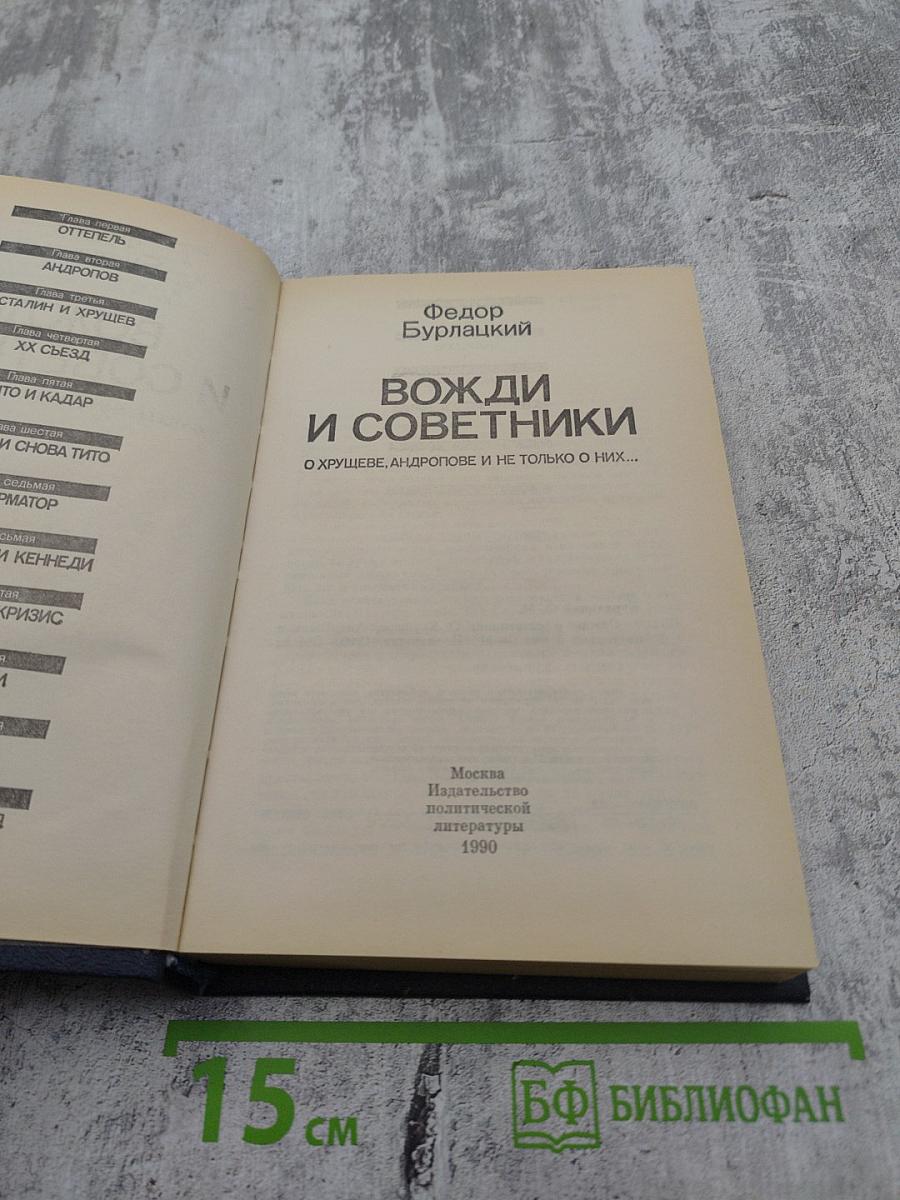 Глава первая
ОТТЕПЕЛЬ
Глава вторая
АНДРОПОВ
Глава третья
СТАЛИН И ХРУЩЕВ
Глава четвертая
XX СЪЕЗД
Глава пятая
ТО И КАДАР
ава шестая
И СНОВА ТИТО
седьмая
РМАТОР
сьмая
И КЕННЕДИ
тая
КРИЗИС
я
И
я
Федор
Бурлацкий
ВОЖДИ
И СОВЕТНИКИ
О ХРУЩЕВЕ, АНДРОПОВЕ И НЕ ТОЛЬКО О НИХ...
Москва
Издательство
политической
литературы
1990
15 см
БФ БИБЛИОФАН